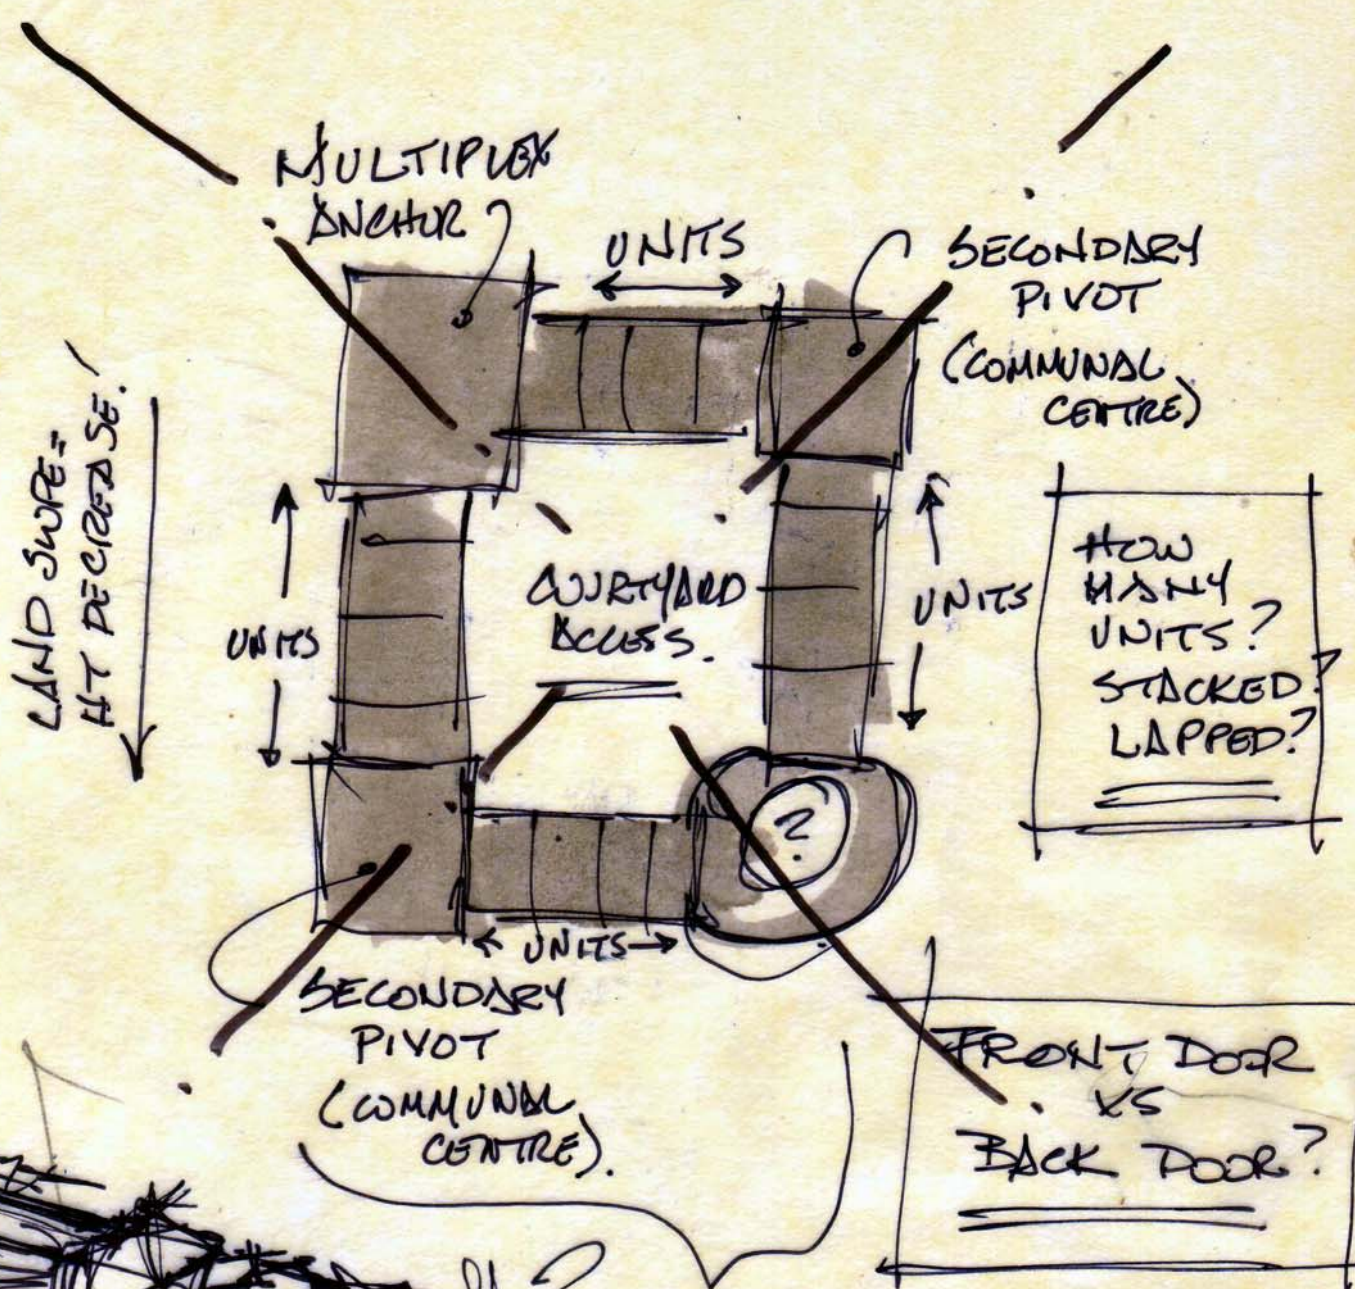 MULTIPLEX
ANCHOR
UNITS
SECONDARY
PIVOT
(COMMUNAL
CENTRE)
LAND SLOPE =
HT DECREASE!
UNITS
COURTYARD
ACCESS.
UNITS
HOW
MANY
UNITS?
STACKED?
LAPPED?
?
UNITS
SECONDARY
PIVOT
(COMMUNAL
CENTRE).
FRONT DOOR
VS
BACK DOOR?